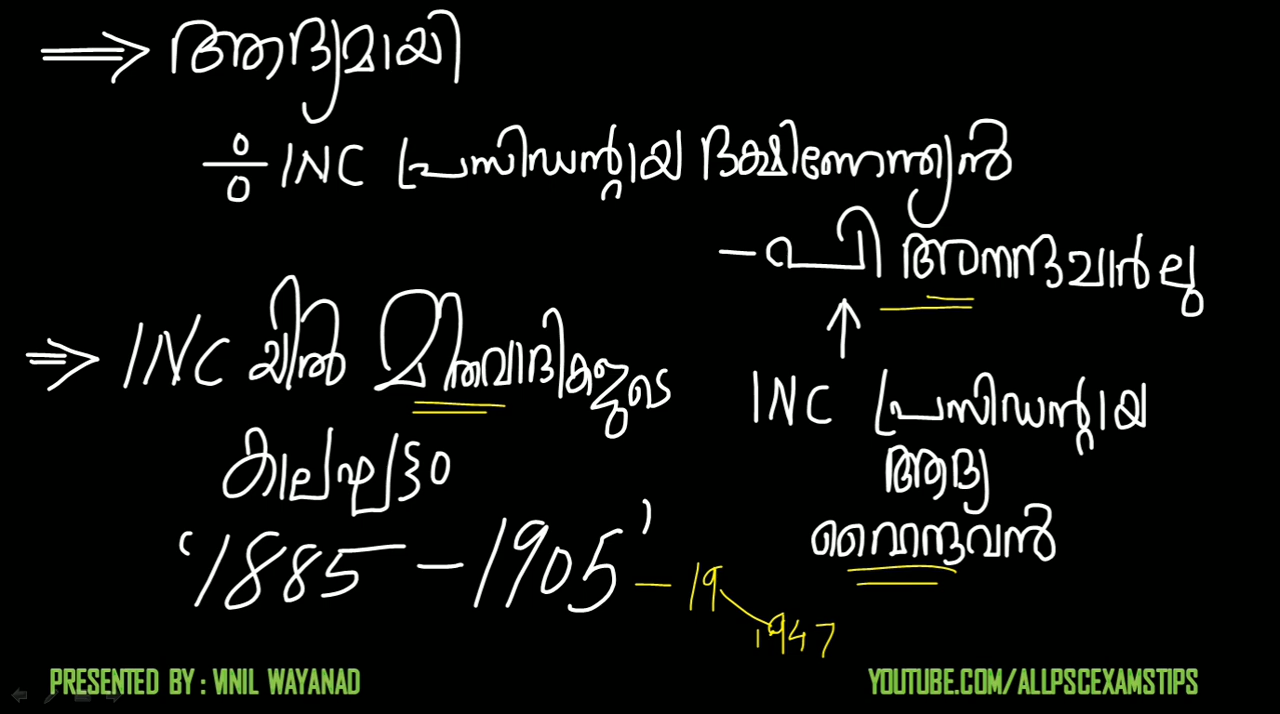 ⟹ ആദ്യമായി
÷ INC പ്രസിഡന്റായ ദക്ഷിണേന്ത്യൻ
– പി അനന്ദചാർലു
↑
INC പ്രസിഡന്റായ
ആദ്യ
ഹൈന്ദവൻ
⟹ INC യിൽ മിതവാദികളുടെ
കാലഘട്ടം
‘1885 – 1905’ – 19
1947
PRESENTED BY : VINIL WAYANAD
YOUTUBE.COM/ALLPSCEXAMSTIPS